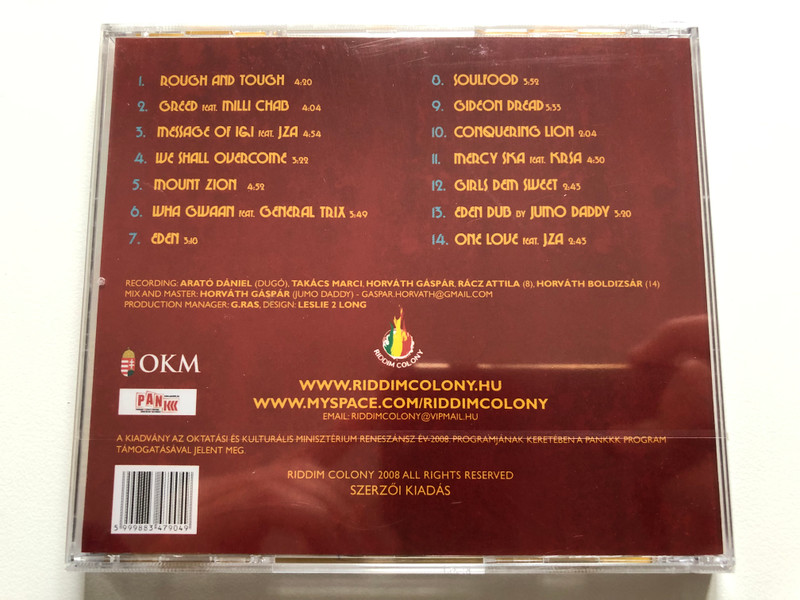 1. ROUGH AND TOUGH 4:20
2. GREED FEAT. MILLI CHAB 4:04
3. MESSAGE OF I&I FEAT. JZA 4:54
4. WE SHALL OVERCOME 3:22
5. MOUNT ZION 4:52
6. WHA GWAAN FEAT. GENERAL TRIX 3:49
7. EDEN 3:10
8. SOULFOOD 3:52
9. GIDEON DREAD 5:33
10. CONQUERING LION 2:04
11. MERCY SKA FEAT. KRSA 4:30
12. GIRLS DEM SWEET 2:43
13. EDEN DUB BY JUMO DADDY 3:20
14. ONE LOVE FEAT. JZA 2:43
RECORDING: ARATÓ DÁNIEL (DUGÓ), TAKÁCS MARCI, HORVÁTH GÁSPÁR, RÁCZ ATTILA (8), HORVÁTH BOLDIZSÁR (14)
MIX AND MASTER: HORVÁTH GÁSPÁR (JUMO DADDY) - GASPAR.HORVATH@GMAIL.COM
PRODUCTION MANAGER: G.RAS, DESIGN: LESLIE 2 LONG
RIDDIM COLONY
OKM
PANKKK
WWW.RIDDIMCOLONY.HU
WWW.MYSPACE.COM/RIDDIMCOLONY
EMAIL: RIDDIMCOLONY@VIPMAIL.HU
A KIADVÁNY AZ OKTATÁSI ÉS KULTURÁLIS MINISZTÉRIUM RENESZÁNSZ ÉV-2008. PROGRAMJÁNAK KERETÉBEN A PANKKK PROGRAM
TÁMOGATÁSÁVAL JELENT MEG.
RIDDIM COLONY 2008 ALL RIGHTS RESERVED
SZERZŐI KIADÁS
5 999883 479049